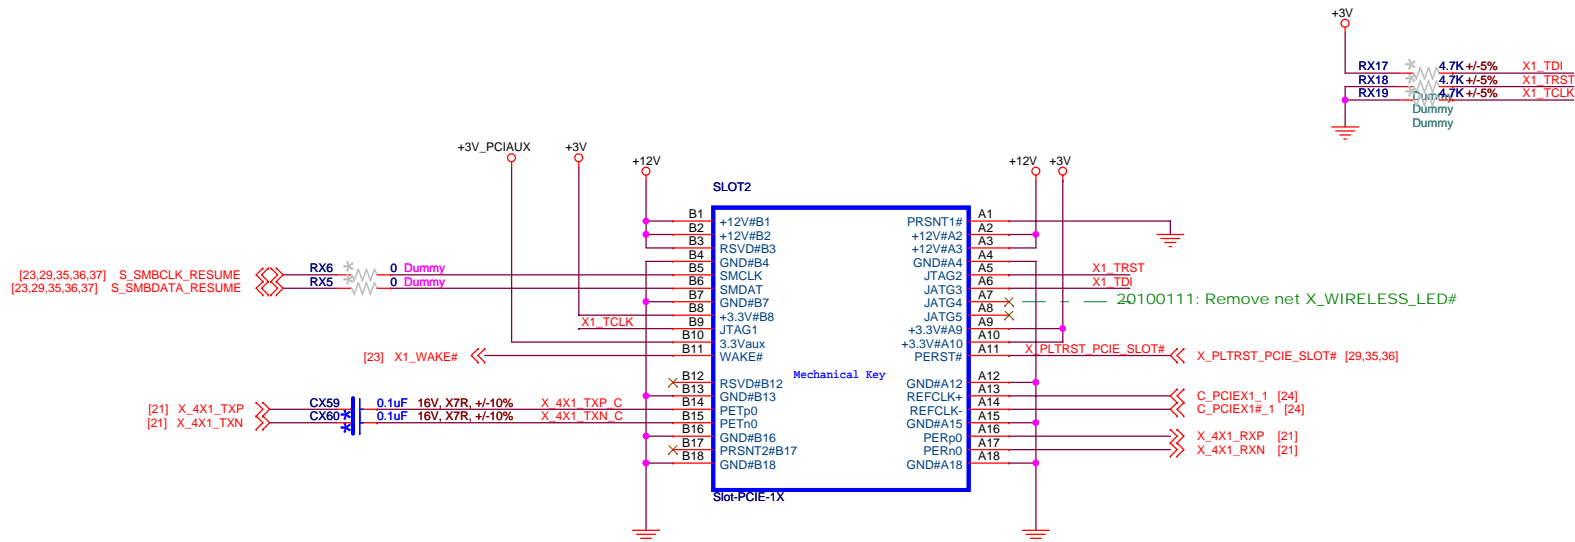 +3V
RX17 4.7K +/-5% X1_TDI
RX18 4.7K +/-5% X1_TRST
RX19 4.7K +/-5% X1_TCLK
Dummy
Dummy
Dummy
+3V_PCIAUX +3V +12V +12V +3V
SLOT2
B1 +12V#B1 PRSNT1# A1
B2 +12V#B2 +12V#A2 A2
B3 RSVD#B3 +12V#A3 A3
B4 GND#B4 GND#A4 A4
[23,29,35,36,37] S_SMBCLK_RESUME RX6 0 Dummy B5 SMCLK JTAG2 A5 X1_TRST
[23,29,35,36,37] S_SMBDATA_RESUME RX5 0 Dummy B6 SMDAT JATG3 A6 X1_TDI
B7 GND#B7 JATG4 A7 20100111: Remove net X_WIRELESS_LED#
B8 +3.3V#B8 JATG5 A8
X1_TCLK B9 JTAG1 +3.3V#A9 A9
B10 3.3Vaux +3.3V#A10 A10
[23] X1_WAKE# B11 WAKE# PERST# A11 X_PLTRST_PCIE_SLOT# X_PLTRST_PCIE_SLOT# [29,35,36]
Mechanical Key
B12 RSVD#B12 GND#A12 A12
B13 GND#B13 REFCLK+ A13 C_PCIEX1_1 [24]
[21] X_4X1_TXP CX59 0.1uF 16V, X7R, +/-10% X_4X1_TXP_C B14 PETp0 REFCLK- A14 C_PCIEX1#_1 [24]
[21] X_4X1_TXN CX60 0.1uF 16V, X7R, +/-10% X_4X1_TXN_C B15 PETn0 GND#A15 A15
B16 GND#B16 PERp0 A16 X_4X1_RXP [21]
B17 PRSNT2#B17 PERn0 A17 X_4X1_RXN [21]
B18 GND#B18 GND#A18 A18
Slot-PCIE-1X